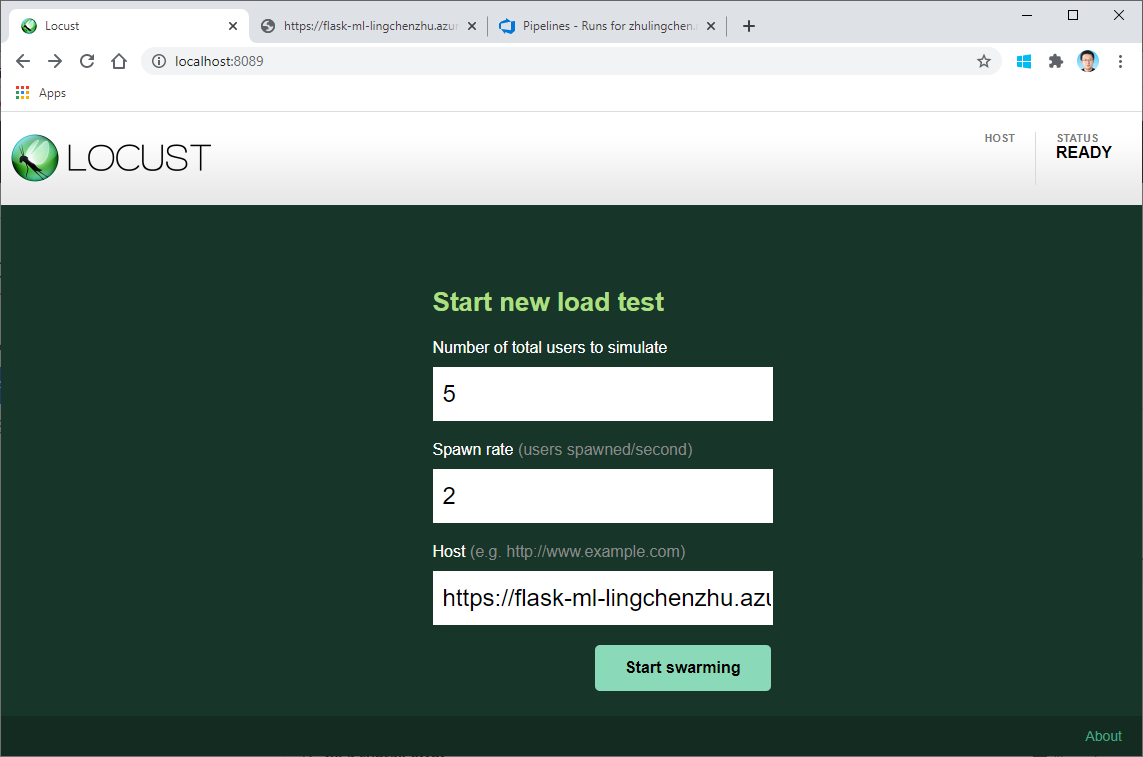 Locust
https://flask-ml-lingchenzhu.azur
Pipelines - Runs for zhulingchen.
localhost:8089
Apps
LOCUST
HOST
STATUS
READY
Start new load test
Number of total users to simulate
5
Spawn rate (users spawned/second)
2
Host (e.g. http://www.example.com)
https://flask-ml-lingchenzhu.azu
Start swarming
About